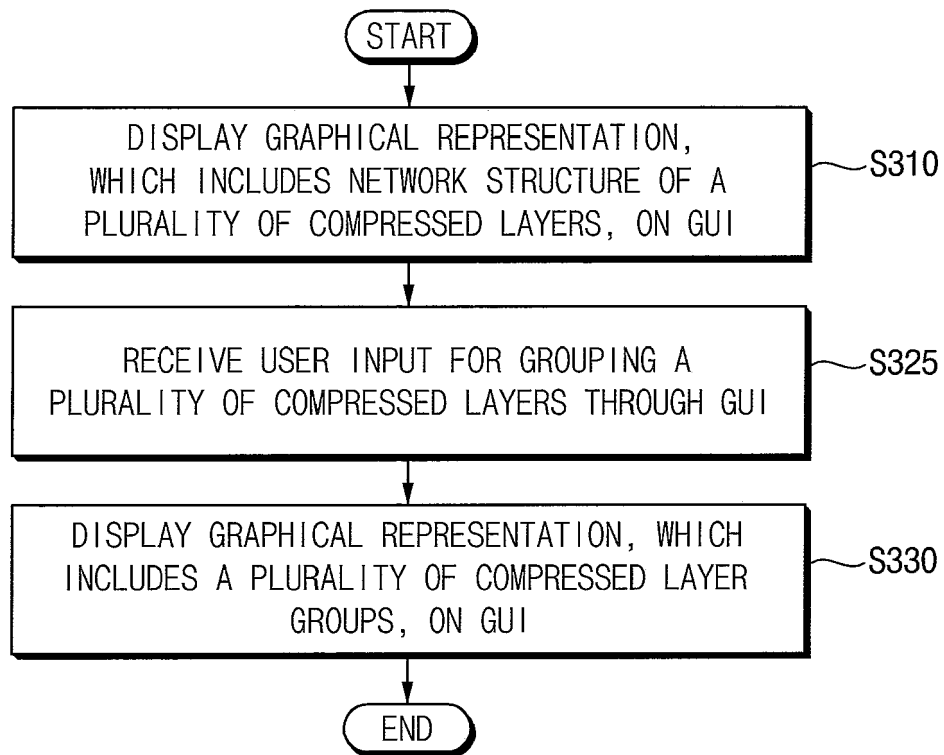 START
DISPLAY GRAPHICAL REPRESENTATION,
WHICH INCLUDES NETWORK STRUCTURE OF A
PLURALITY OF COMPRESSED LAYERS, ON GUI
S310
RECEIVE USER INPUT FOR GROUPING A
PLURALITY OF COMPRESSED LAYERS THROUGH GUI
S325
DISPLAY GRAPHICAL REPRESENTATION, WHICH
INCLUDES A PLURALITY OF COMPRESSED LAYER
GROUPS, ON GUI
S330
END